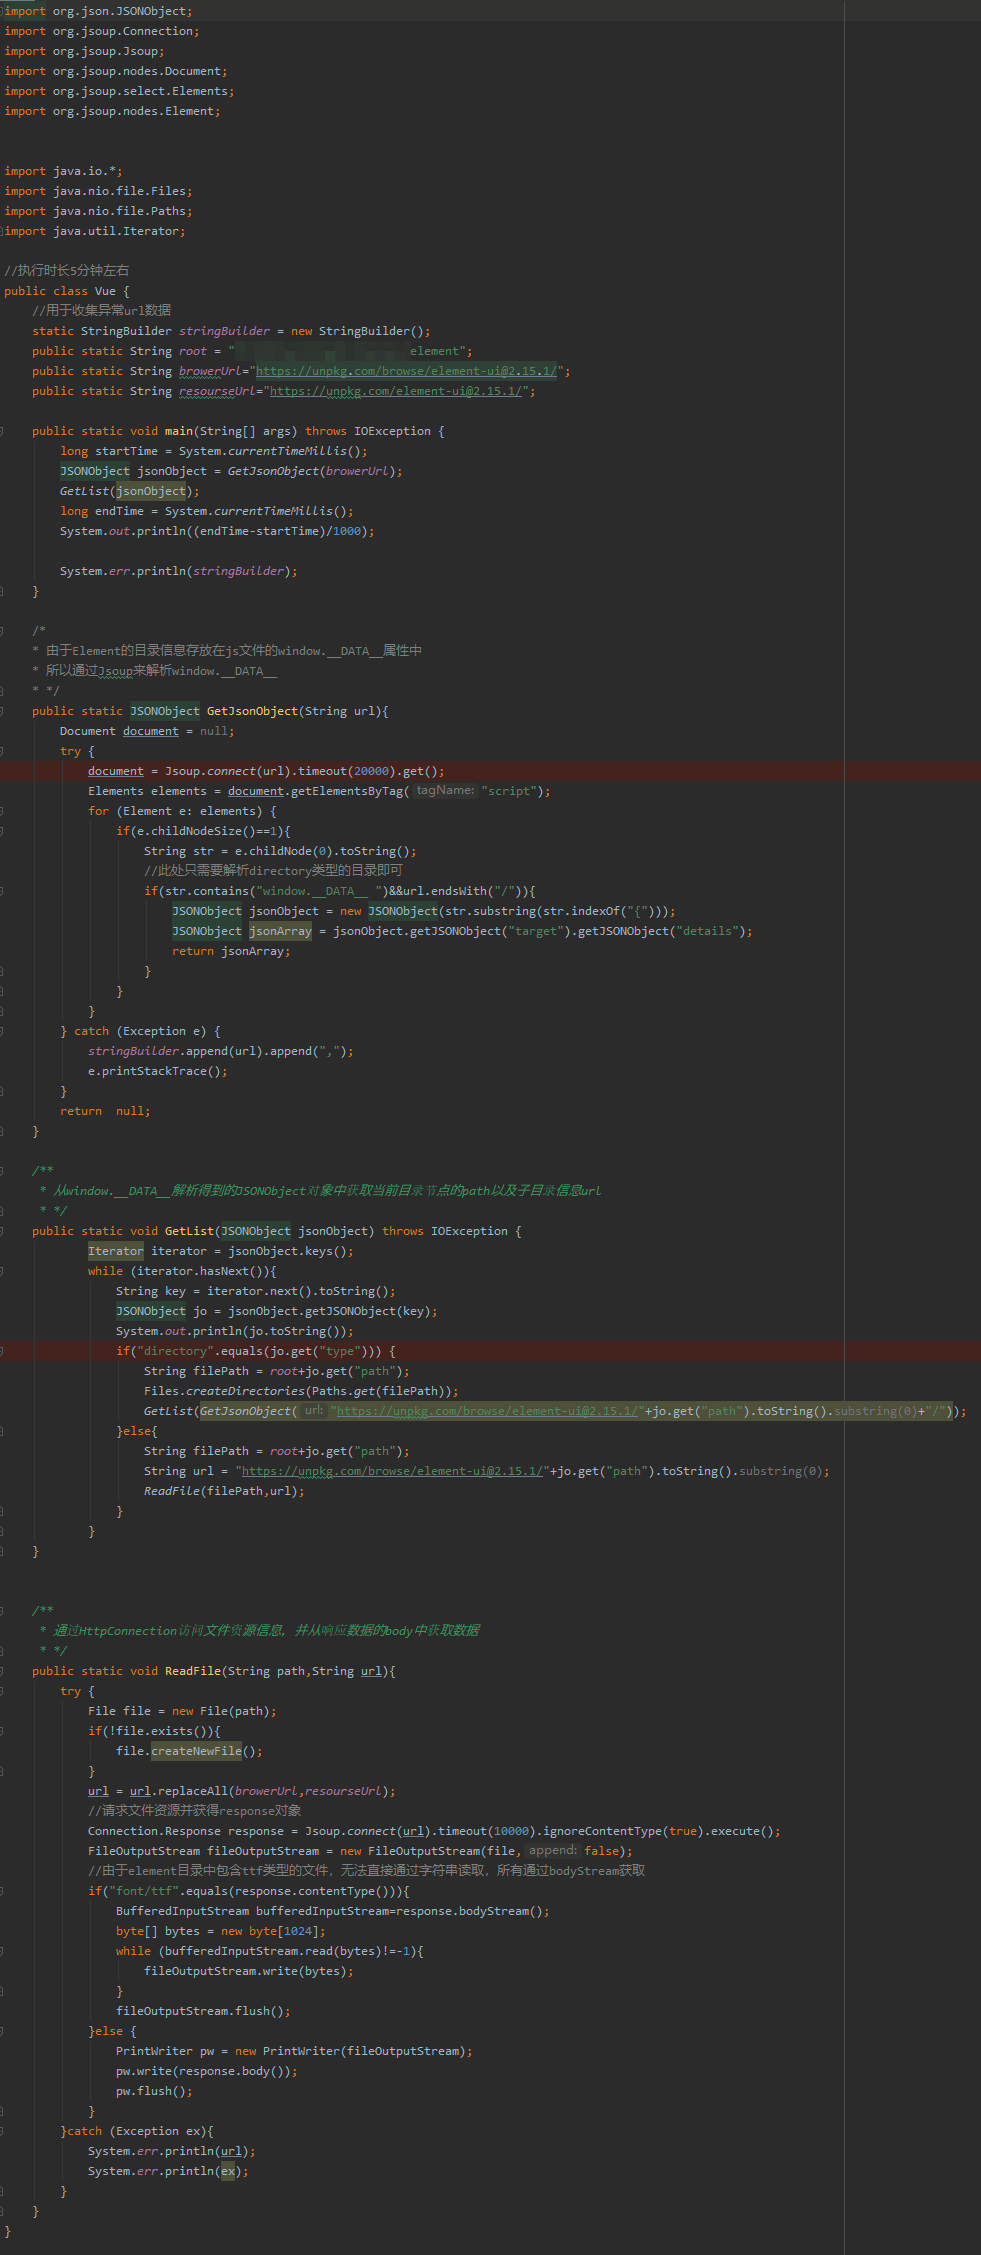 import org.json.JSONObject;
import org.jsoup.Connection;
import org.jsoup.Jsoup;
import org.jsoup.nodes.Document;
import org.jsoup.select.Elements;
import org.jsoup.nodes.Element;
import java.io.*;
import java.nio.file.Files;
import java.nio.file.Paths;
import java.util.Iterator;
//执行时长5分钟左右
public class Vue {
//用于收集异常url数据
static StringBuilder stringBuilder = new StringBuilder();
public static String root = "element";
public static String browerUrl="https://unpkg.com/browse/element-ui@2.15.1/";
public static String resourseUrl="https://unpkg.com/element-ui@2.15.1/";
public static void main(String[] args) throws IOException {
long startTime = System.currentTimeMillis();
JSONObject jsonObject = GetJsonObject(browerUrl);
GetList(jsonObject);
long endTime = System.currentTimeMillis();
System.out.println((endTime-startTime)/1000);
System.err.println(stringBuilder);
}
/*
* 由于Element的目录信息存放在js文件的window.__DATA__属性中
* 所以通过Jsoup来解析window.__DATA__
* */
public static JSONObject GetJsonObject(String url){
Document document = null;
try {
document = Jsoup.connect(url).timeout(20000).get();
Elements elements = document.getElementsByTag( tagName: "script");
for (Element e: elements) {
if(e.childNodeSize()==1){
String str = e.childNode(0).toString();
//此处只需要解析directory类型的目录即可
if(str.contains("window.__DATA__ ")&&url.endsWith("/")){
JSONObject jsonObject = new JSONObject(str.substring(str.indexOf("{")));
JSONObject jsonArray = jsonObject.getJSONObject("target").getJSONObject("details");
return jsonArray;
}
}
}
} catch (Exception e) {
stringBuilder.append(url).append(",");
e.printStackTrace();
}
return  null;
}
/**
* 从window.__DATA__解析得到的JSONObject对象中获取当前目录节点的path以及子目录信息url
* */
public static void GetList(JSONObject jsonObject) throws IOException {
Iterator iterator = jsonObject.keys();
while (iterator.hasNext()){
String key = iterator.next().toString();
JSONObject jo = jsonObject.getJSONObject(key);
System.out.println(jo.toString());
if("directory".equals(jo.get("type"))) {
String filePath = root+jo.get("path");
Files.createDirectories(Paths.get(filePath));
GetList(GetJsonObject( url: "https://unpkg.com/browse/element-ui@2.15.1/"+jo.get("path").toString().substring(0)+"/"));
}else{
String filePath = root+jo.get("path");
String url = "https://unpkg.com/browse/element-ui@2.15.1/"+jo.get("path").toString().substring(0);
ReadFile(filePath,url);
}
}
}
/**
* 通过HttpConnection访问文件资源信息，并从响应数据的body中获取数据
* */
public static void ReadFile(String path,String url){
try {
File file = new File(path);
if(!file.exists()){
file.createNewFile();
}
url = url.replaceAll(browerUrl,resourseUrl);
//请求文件资源并获得response对象
Connection.Response response = Jsoup.connect(url).timeout(10000).ignoreContentType(true).execute();
FileOutputStream fileOutputStream = new FileOutputStream(file, append: false);
//由于element目录中包含ttf类型的文件，无法直接通过字符串读取，所有通过bodyStream获取
if("font/ttf".equals(response.contentType())){
BufferedInputStream bufferedInputStream=response.bodyStream();
byte[] bytes = new byte[1024];
while (bufferedInputStream.read(bytes)!=-1){
fileOutputStream.write(bytes);
}
fileOutputStream.flush();
}else {
PrintWriter pw = new PrintWriter(fileOutputStream);
pw.write(response.body());
pw.flush();
}
}catch (Exception ex){
System.err.println(url);
System.err.println(ex);
}
}
}